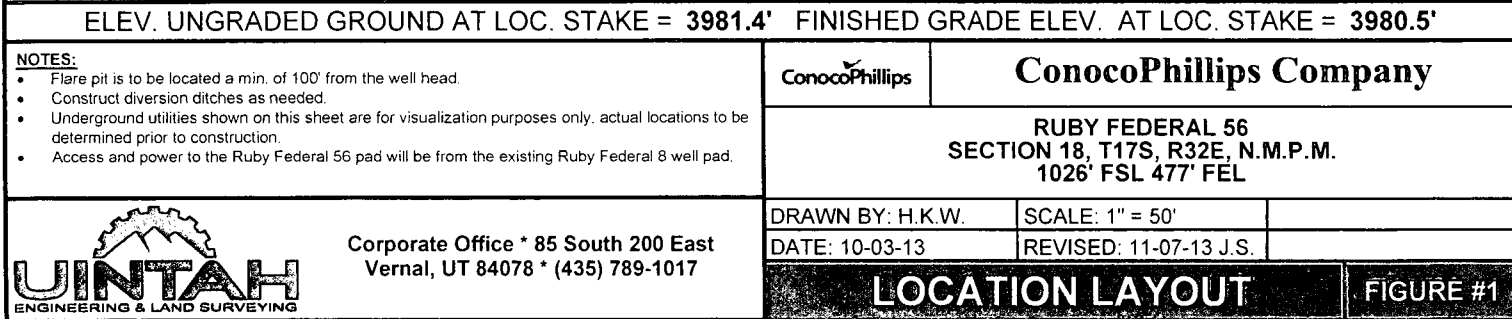 ELEV. UNGRADED GROUND AT LOC. STAKE = 3981.4' FINISHED GRADE ELEV. AT LOC. STAKE = 3980.5'
NOTES:
• Flare pit is to be located a min. of 100' from the well head.
• Construct diversion ditches as needed.
• Underground utilities shown on this sheet are for visualization purposes only, actual locations to be
determined prior to construction.
• Access and power to the Ruby Federal 56 pad will be from the existing Ruby Federal 8 well pad.
ConocoPhillips
ConocoPhillips Company
RUBY FEDERAL 56
SECTION 18, T17S, R32E, N.M.P.M.
1026' FSL 477' FEL
UINTAH
ENGINEERING & LAND SURVEYING
Corporate Office * 85 South 200 East
Vernal, UT 84078 * (435) 789-1017
DRAWN BY: H.K.W.
SCALE: 1" = 50'
DATE: 10-03-13
REVISED: 11-07-13 J.S.
LOCATION LAYOUT
FIGURE #1